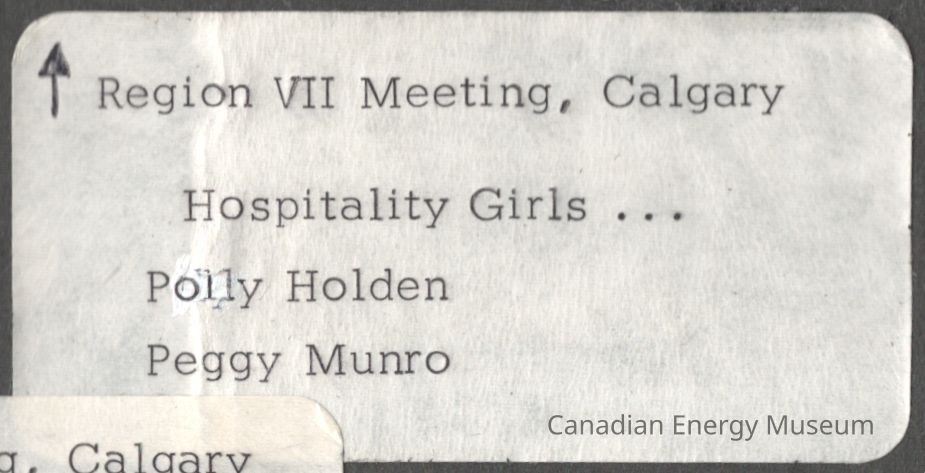 Region VII Meeting, Calgary
Hospitality Girls ...
Polly Holden
Peggy Munro
Canadian Energy Museum
g, Calgary